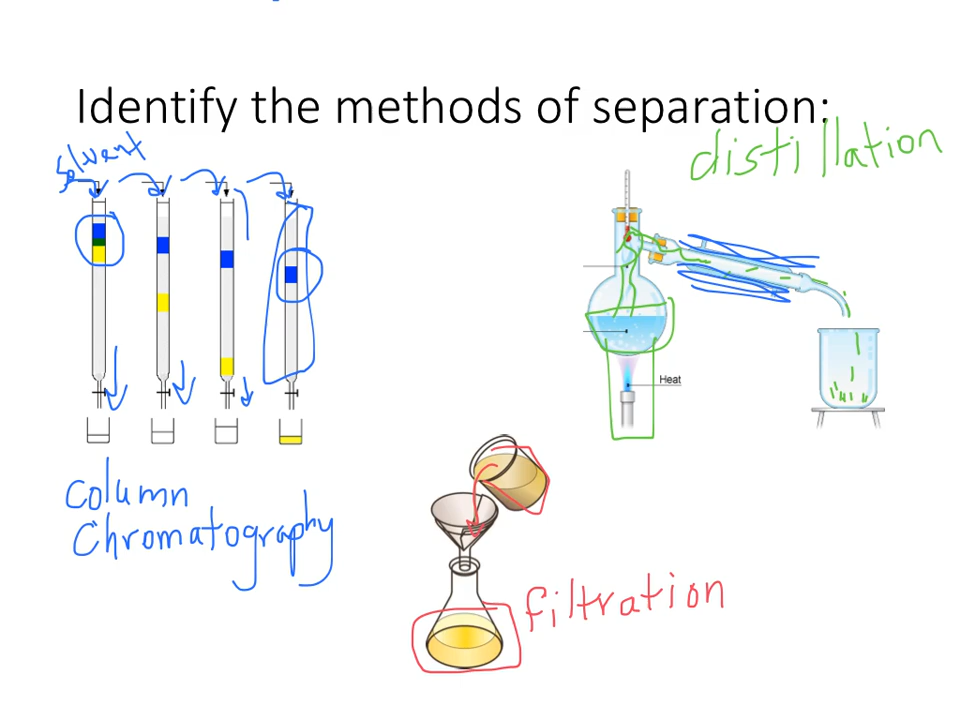 Identify the methods of separation:
distillation
solvent
Heat
column
Chromatography
filtration